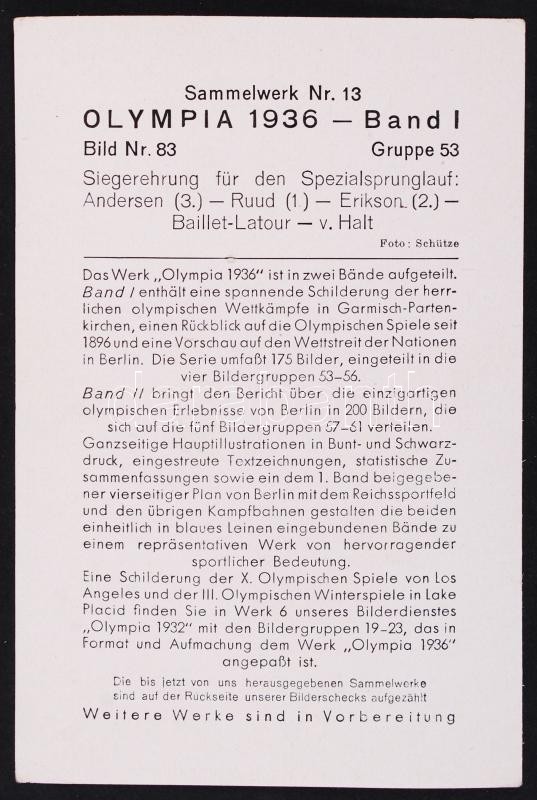 Sammelwerk Nr. 13
OLYMPIA 1936 — Band I
Bild Nr. 83 Gruppe 53
Siegerehrung für den Spezialsprunglauf:
Andersen (3.) — Ruud (1.) — Erikson (2.) —
Baillet-Latour — v. Halt
Foto: Schütze
Das Werk „Olympia 1936“ ist in zwei Bände aufgeteilt.
Band I enthält eine spannende Schilderung der herr-
lichen olympischen Wettkämpfe in Garmisch-Parten-
kirchen, einen Rückblick auf die Olympischen Spiele seit
1896 und eine Vorschau auf den Wettstreit der Nationen
in Berlin. Die Serie umfaßt 175 Bilder, eingeteilt in die
vier Bildergruppen 53–56.
Band II bringt den Bericht über die einzigartigen
olympischen Erlebnisse von Berlin in 200 Bildern, die
sich auf die fünf Bildergruppen 57–61 verteilen.
Ganzseitige Hauptillustrationen in Bunt- und Schwarz-
druck, eingestreute Textzeichnungen, statistische Zu-
sammenfassungen sowie ein dem 1. Band beigegebe-
ner vierseitiger Plan von Berlin mit dem Reichssportfeld
und den übrigen Kampfbahnen gestalten die beiden
einheitlich in blaues Leinen eingebundenen Bände zu
einem repräsentativen Werk von hervorragender
sportlicher Bedeutung.
Eine Schilderung der X. Olympischen Spiele von Los
Angeles und der III. Olympischen Winterspiele in Lake
Placid finden Sie in Werk 6 unseres Bilderdienstes
„Olympia 1932“ mit den Bildergruppen 19–23, das in
Format und Aufmachung dem Werk „Olympia 1936“
angepaßt ist.
Die bis jetzt von uns herausgegebenen Sammelwerke
sind auf der Rückseite unserer Bilderschecks aufgezählt
Weitere Werke sind in Vorbereitung